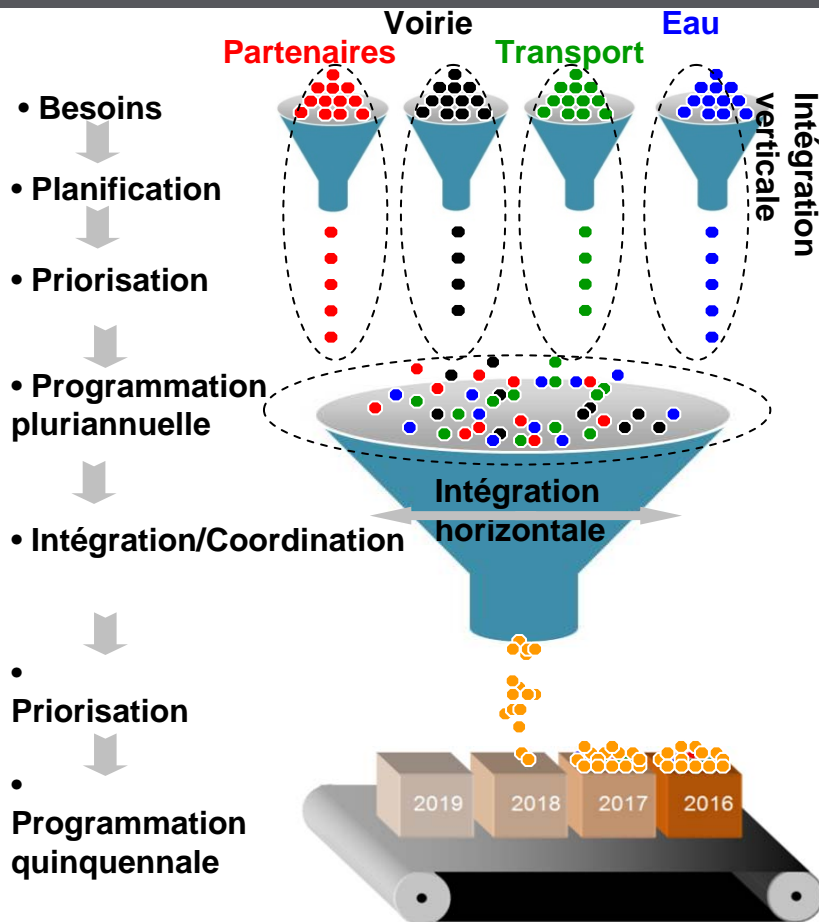 Voirie
Eau
Partenaires
Transport
Intégration
verticale
• Besoins
• Planification
• Priorisation
• Programmation
pluriannuelle
Intégration
horizontale
• Intégration/Coordination
•
Priorisation
•
Programmation
quinquennale
2019
2018
2017
2016